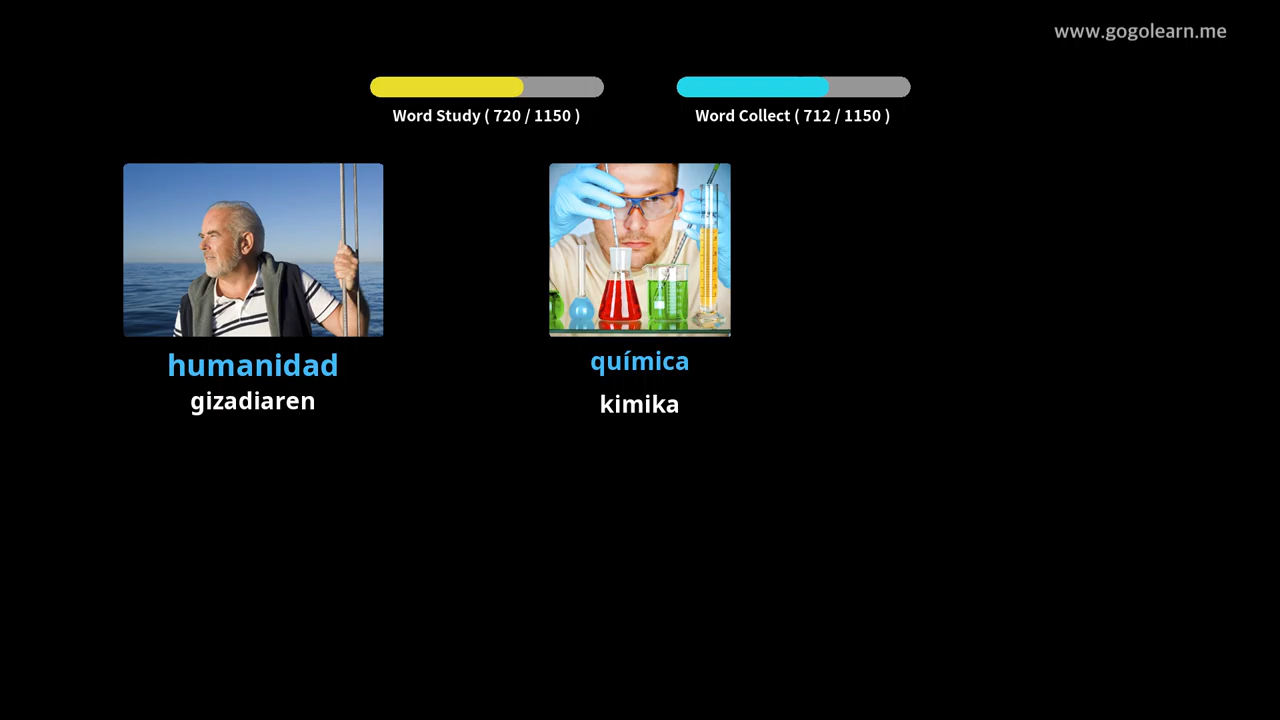 www.gogolearn.me
Word Study ( 720 / 1150 )
Word Collect ( 712 / 1150 )
humanidad
gizadiaren
química
kimika